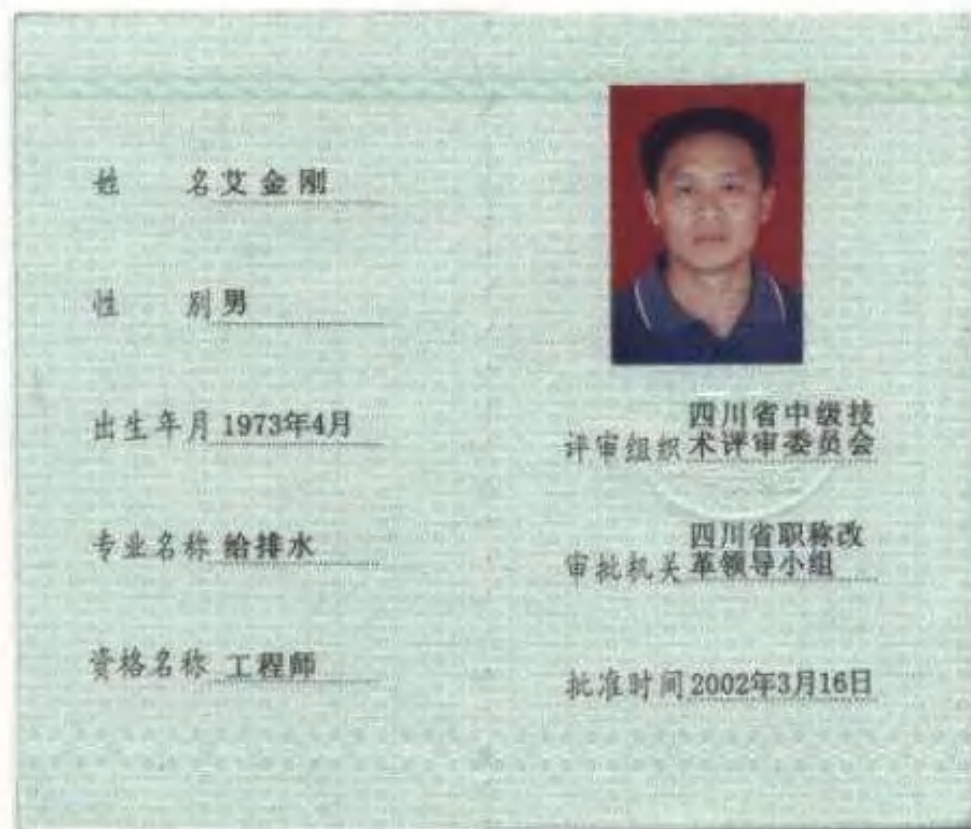 姓 名 艾金刚
性 别 男
出生年月 1973年4月
专业名称 给排水
资格名称 工程师
四川省中级技
评审组织 术评审委员会
四川省职称改
审批机关 革领导小组
批准时间 2002年3月16日